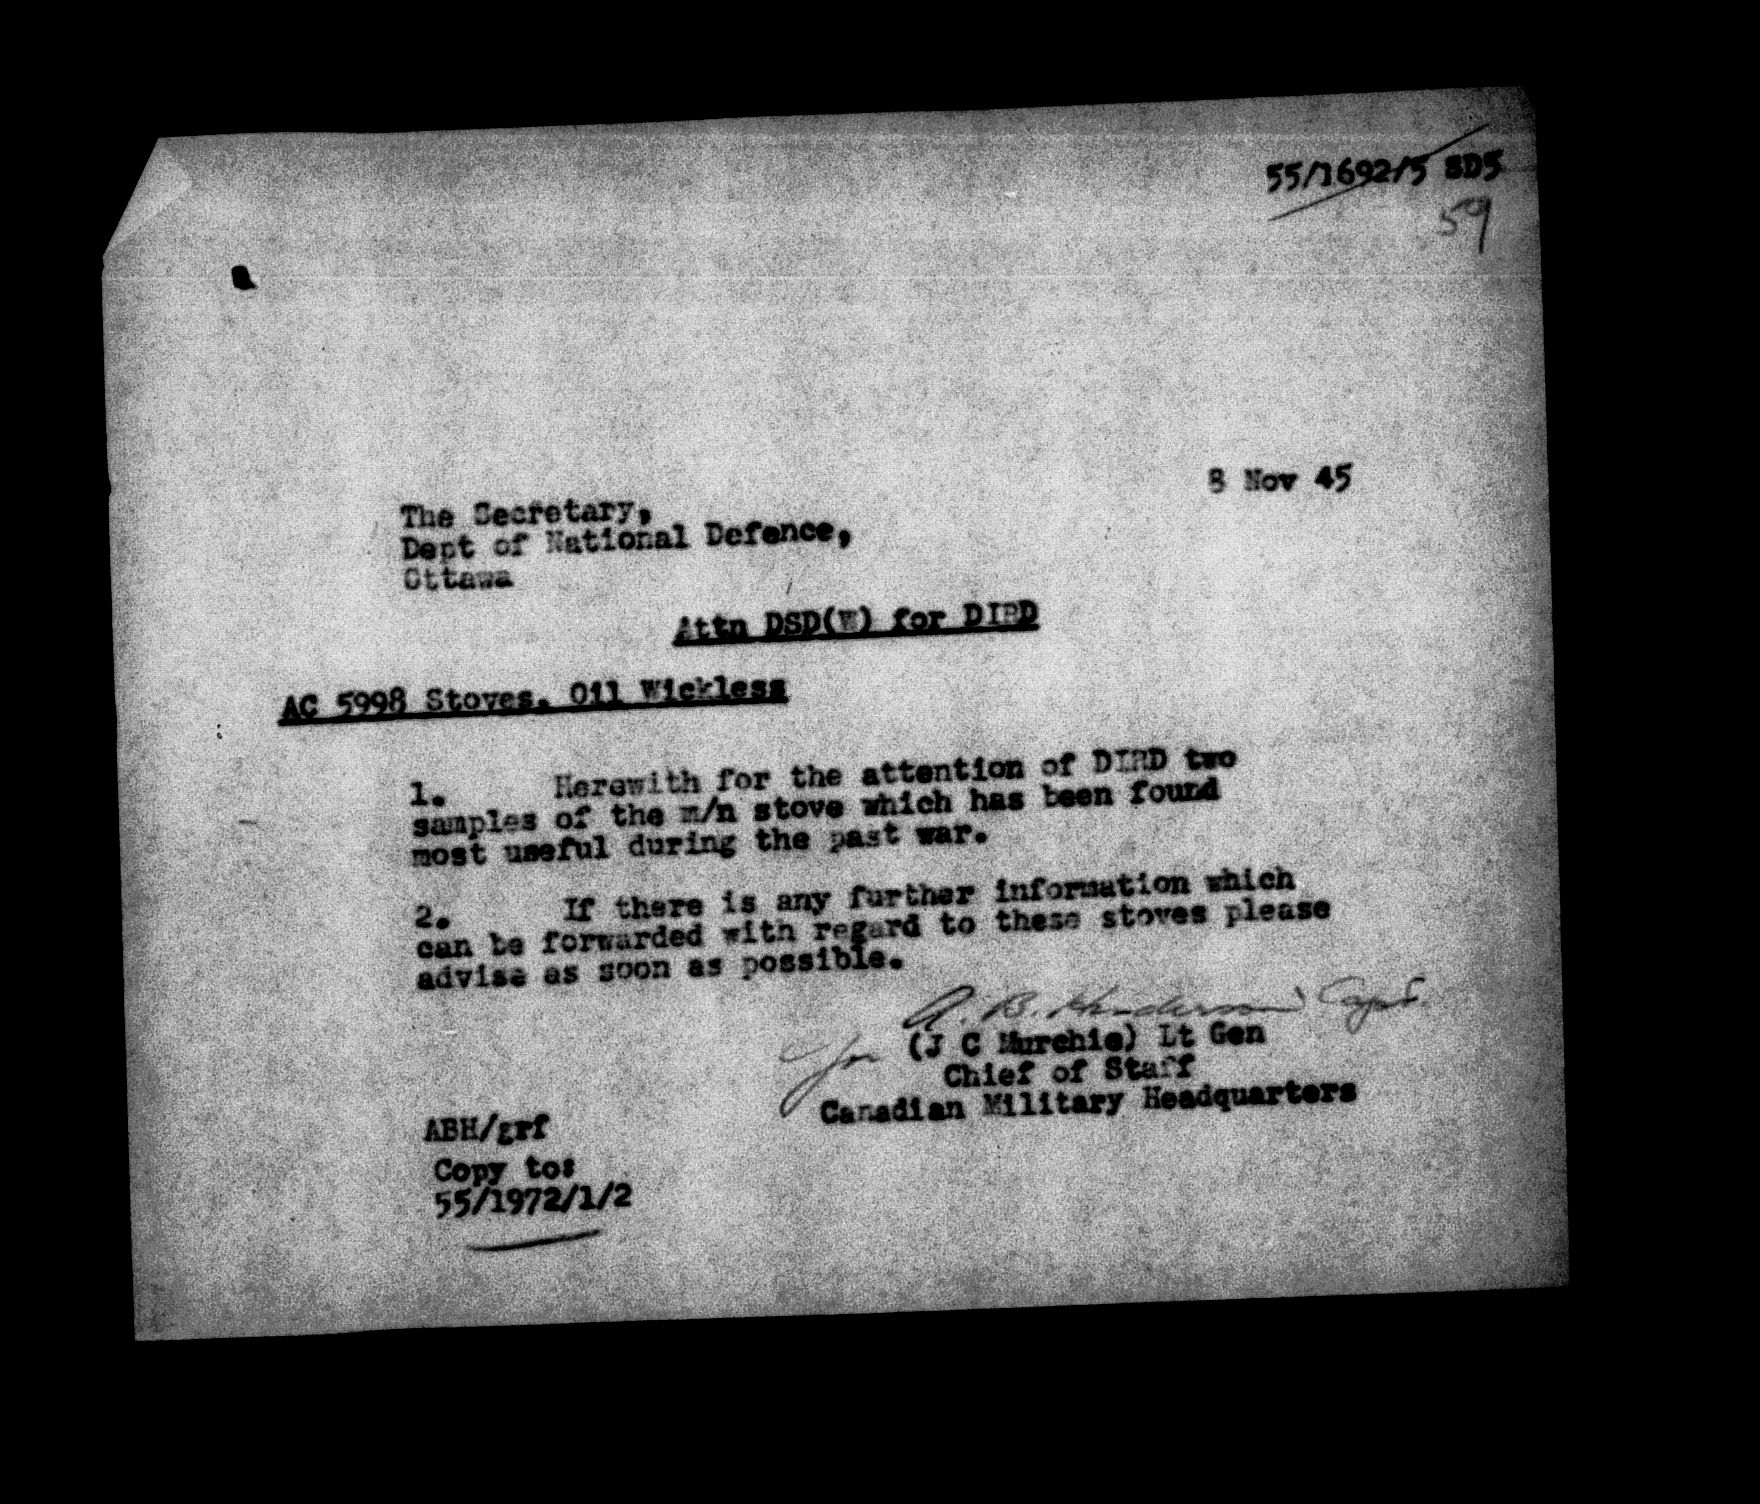 55/1692/5 SD5
59
8 Nov 45
The Secretary,
Dept of National Defence,
Ottawa
Attn DSD(W) for DIRD
AC 5998 Stoves, Oil Wickless
1. Herewith for the attention of DIRD two
samples of the m/n stove which has been found
most useful during the past war.
2. If there is any further information which
can be forwarded with regard to these stoves please
advise as soon as possible.
A. B. Henderson Capt.
for (J C Murchie) Lt Gen
Chief of Staff
Canadian Military Headquarters
ABH/grf
Copy to:
55/1972/1/2